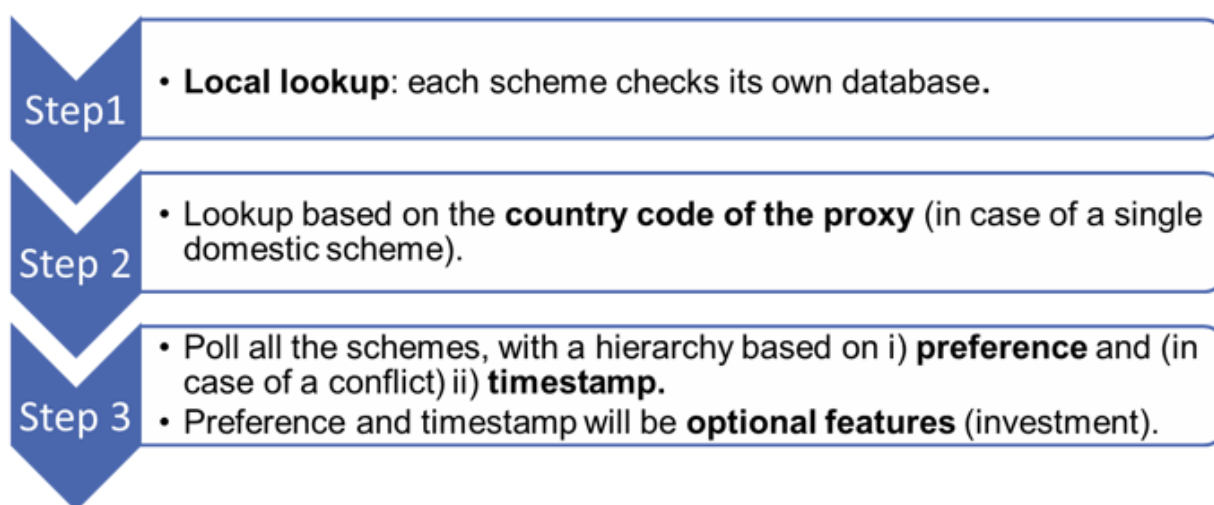 Step1
• Local lookup: each scheme checks its own database.
Step 2
• Lookup based on the country code of the proxy (in case of a single
domestic scheme).
Step 3
• Poll all the schemes, with a hierarchy based on i) preference and (in
case of a conflict) ii) timestamp.
• Preference and timestamp will be optional features (investment).